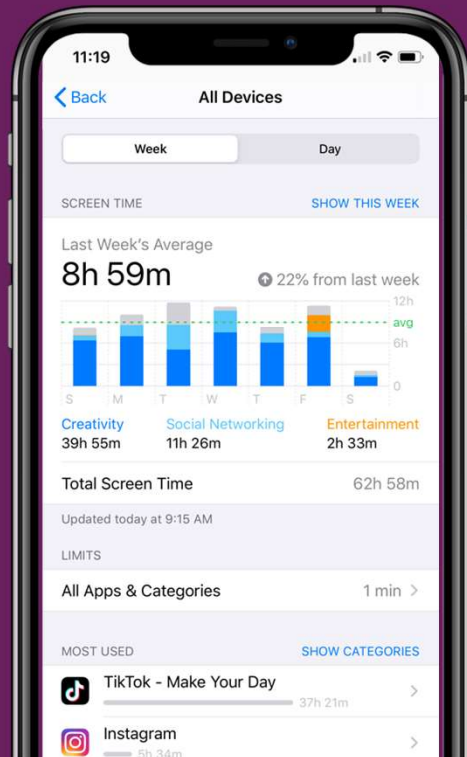 11:19
Back All Devices
Week Day
SCREEN TIME SHOW THIS WEEK
Last Week's Average
8h 59m 22% from last week
12h
avg
6h
0
S M T W T F S
Creativity Social Networking Entertainment
39h 55m 11h 26m 2h 33m
Total Screen Time 62h 58m
Updated today at 9:15 AM
LIMITS
All Apps & Categories 1 min
MOST USED SHOW CATEGORIES
TikTok - Make Your Day
37h 21m
Instagram
5h 34m